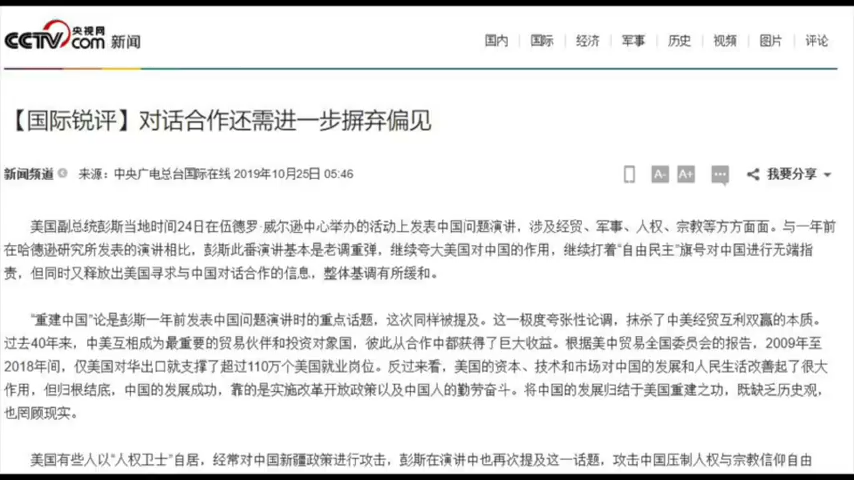 CCTV.com 央视网 新闻
国内 国际 经济 军事 历史 视频 图片 评论
【国际锐评】对话合作还需进一步摒弃偏见
新闻频道 来源：中央广电总台国际在线 2019年10月25日 05:46
A- A+ 我要分享
美国副总统彭斯当地时间24日在伍德罗·威尔逊中心举办的活动上发表中国问题演讲，涉及经贸、军事、人权、宗教等方方面面。与一年前
在哈德逊研究所发表的演讲相比，彭斯此番演讲基本是老调重弹，继续夸大美国对中国的作用，继续打着“自由民主”旗号对中国进行无端指
责，但同时又释放出美国寻求与中国对话合作的信息，整体基调有所缓和。
“重建中国”论是彭斯一年前发表中国问题演讲时的重点话题，这次同样被提及。这一极度夸张性论调，抹杀了中美经贸互利双赢的本质。
过去40年来，中美互相成为最重要的贸易伙伴和投资对象国，彼此从合作中都获得了巨大收益。根据美中贸易全国委员会的报告，2009年至
2018年间，仅美国对华出口就支撑了超过110万个美国就业岗位。反过来看，美国的资本、技术和市场对中国的发展和人民生活改善起了很大
作用，但归根结底，中国的发展成功，靠的是实施改革开放政策以及中国人的勤劳奋斗。将中国的发展归结于美国重建之功，既缺乏历史观，
也罔顾现实。
美国有些人以“人权卫士”自居，经常对中国新疆政策进行攻击，彭斯在演讲中也再次提及这一话题，攻击中国压制人权与宗教信仰自由